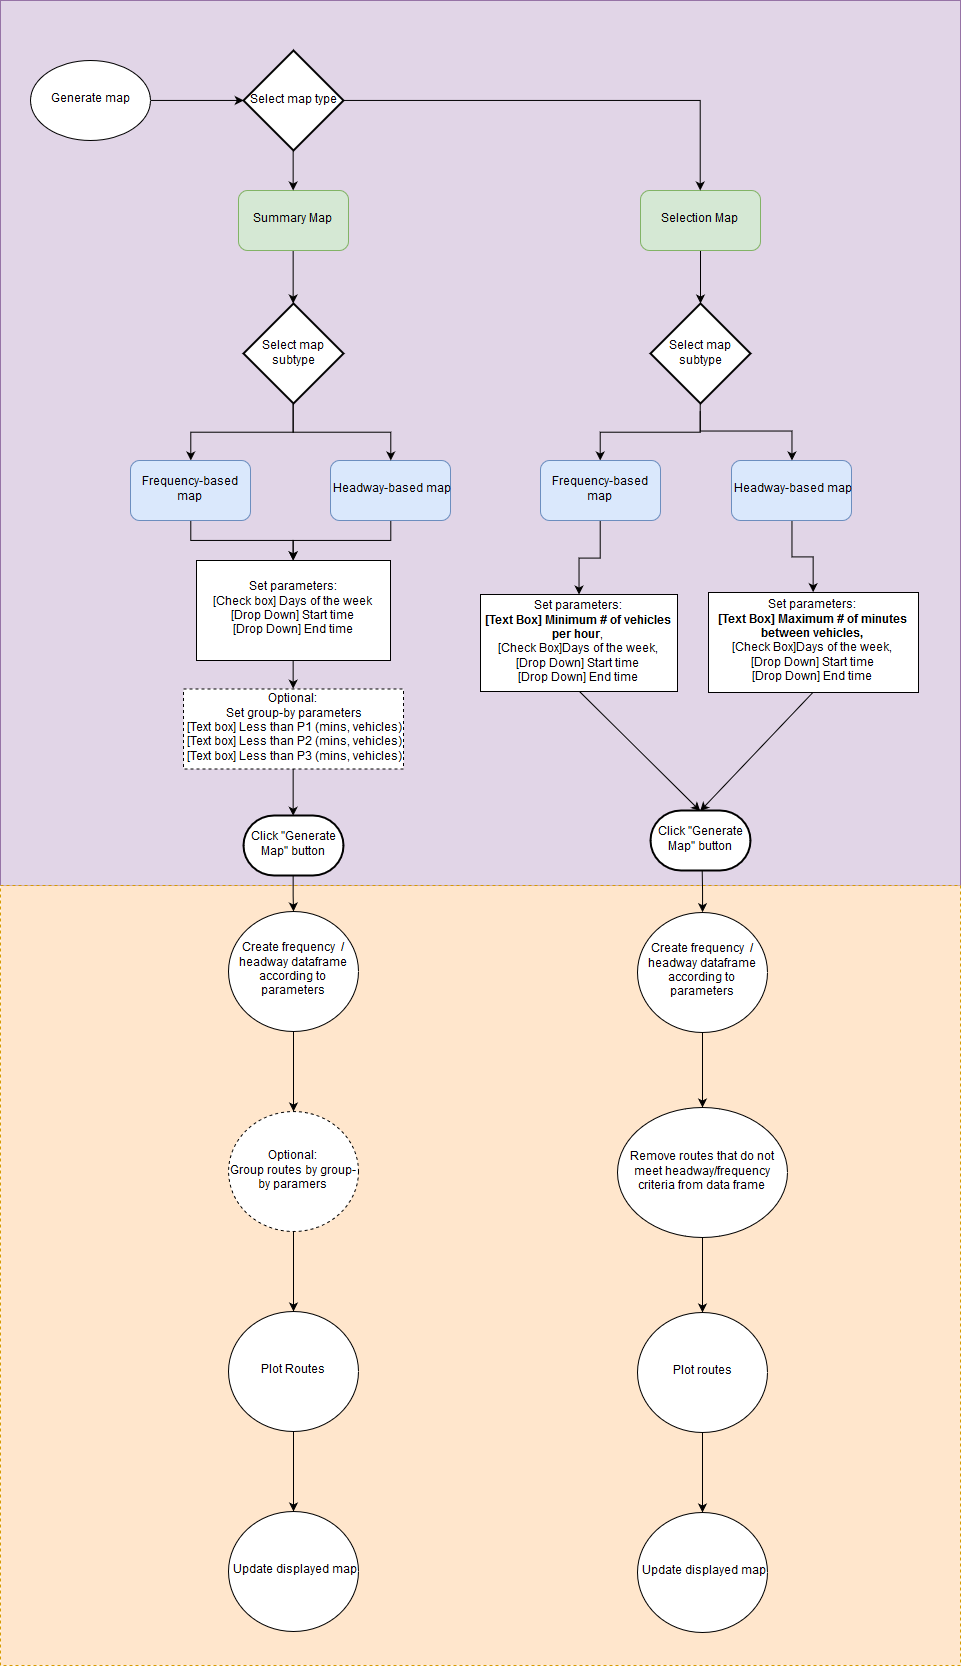 Generate map
Select map type
Summary Map
Selection Map
Select map
subtype
Select map
subtype
Frequency-based
map
Headway-based map
Frequency-based
map
Headway-based map
Set parameters:
[Check box] Days of the week
[Drop Down] Start time
[Drop Down] End time
Set parameters:
[Text Box] Minimum # of vehicles
per hour,
[Check Box]Days of the week,
[Drop Down] Start time
[Drop Down] End time
Set parameters:
[Text Box] Maximum # of minutes
between vehicles,
[Check Box]Days of the week,
[Drop Down] Start time
[Drop Down] End time
Optional:
Set group-by parameters
[Text box] Less than P1 (mins, vehicles)
[Text box] Less than P2 (mins, vehicles)
[Text box] Less than P3 (mins, vehicles)
Click "Generate
Map" button
Click "Generate
Map" button
Create frequency /
headway dataframe
according to
parameters
Create frequency /
headway dataframe
according to
parameters
Optional:
Group routes by group-
by paramers
Remove routes that do not
meet headway/frequency
criteria from data frame
Plot Routes
Plot routes
Update displayed map
Update displayed map